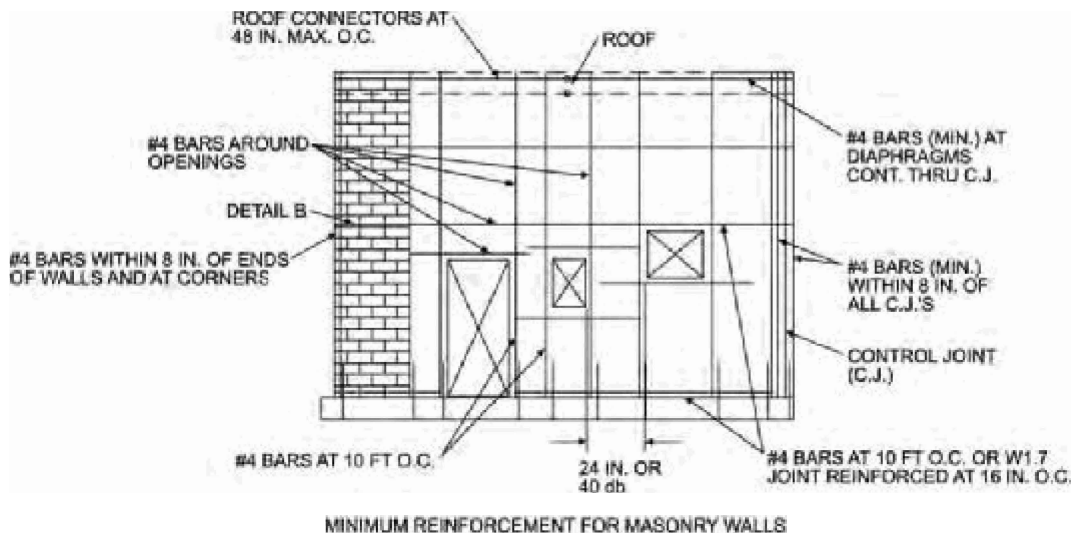 ROOF CONNECTORS AT
48 IN. MAX. O.C.
ROOF
#4 BARS AROUND
OPENINGS
#4 BARS (MIN.) AT
DIAPHRAGMS
CONT. THRU C.J.
DETAIL B
#4 BARS WITHIN 8 IN. OF ENDS
OF WALLS AND AT CORNERS
#4 BARS (MIN.)
WITHIN 8 IN. OF
ALL C.J.'S
CONTROL JOINT
(C.J.)
#4 BARS AT 10 FT O.C.
24 IN. OR
40 db
#4 BARS AT 10 FT O.C. OR W1.7
JOINT REINFORCED AT 16 IN. O.C.
MINIMUM REINFORCEMENT FOR MASONRY WALLS